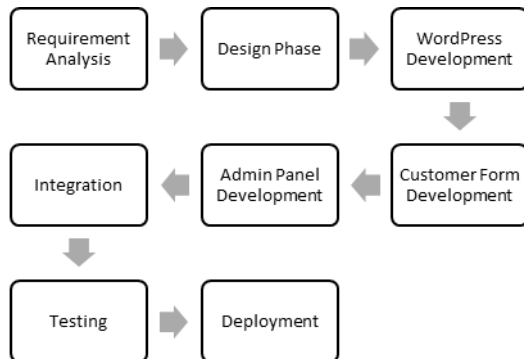 Requirement
Analysis
Design Phase
WordPress
Development
Customer Form
Development
Admin Panel
Development
Integration
Testing
Deployment